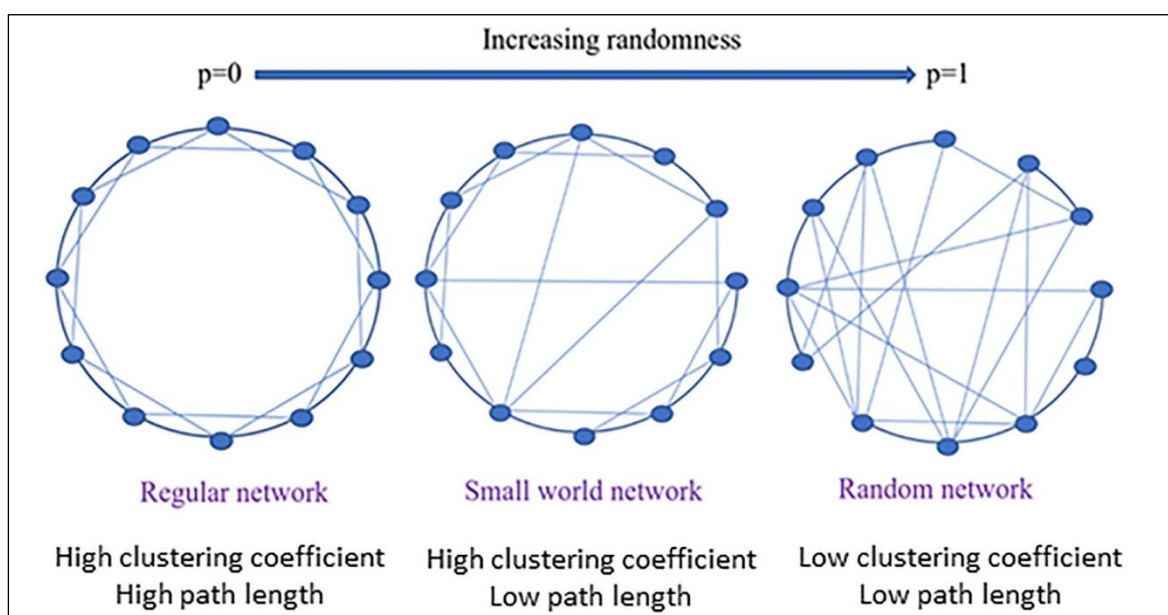 Increasing randomness
p=0
p=1
Regular network
Small world network
Random network
High clustering coefficient
High path length
High clustering coefficient
Low path length
Low clustering coefficient
Low path length